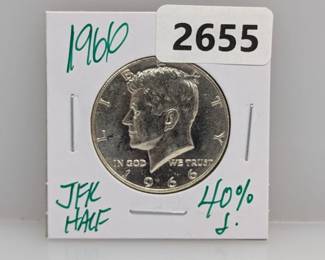 1966
2655
LIBERTY
IN GOD WE TRUST
1966
JFK
HALF
40%
J.